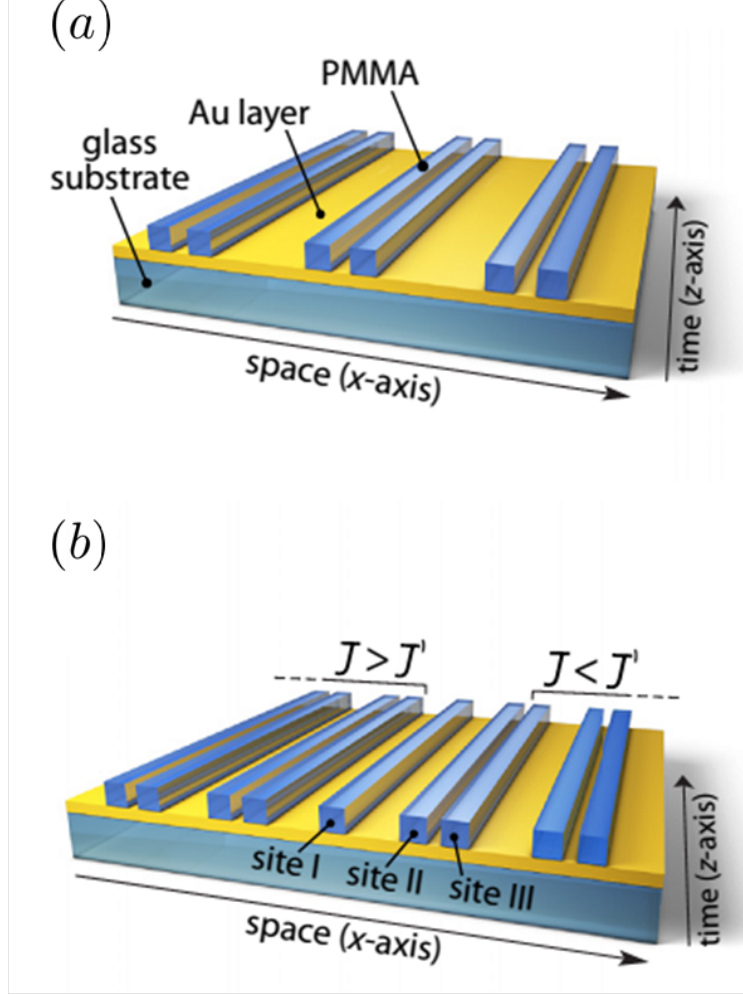 (a)
PMMA
Au layer
glass
substrate
time (z-axis)
space (x-axis)
(b)
J > J'
J < J'
site I
site II
site III
time (z-axis)
space (x-axis)